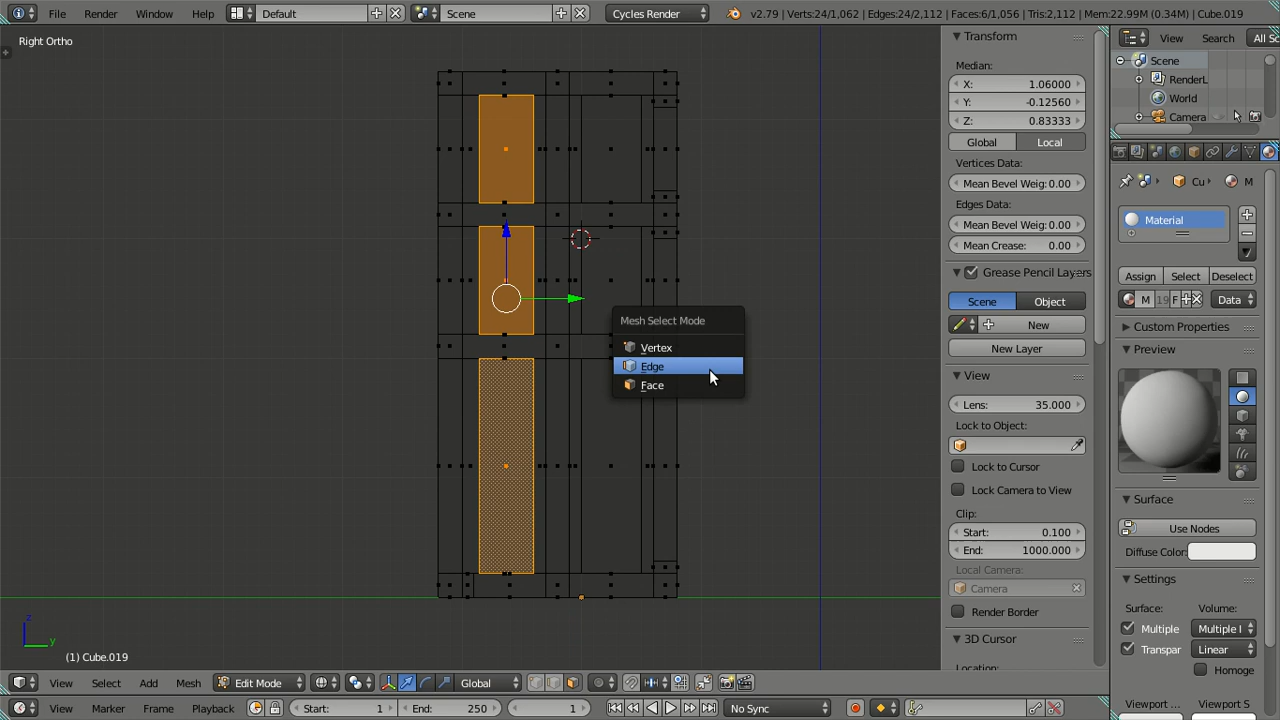 File Render Window Help Default Scene Cycles Render v2.79 | Verts:24/1,062 | Edges:24/2,112 | Faces:6/1,056 | Tris:2,112 | Mem:22.99M (0.34M) | Cube.019
Right Ortho
Transform
Median:
X: 1.06000
Y: -0.12560
Z: 0.83333
Global Local
Vertices Data:
Mean Bevel Weig: 0.00
Edges Data:
Mean Bevel Weig: 0.00
Mean Crease: 0.00
Grease Pencil Layers
Scene Object
New
New Layer
View
Lens: 35.000
Lock to Object:
Lock to Cursor
Lock Camera to View
Clip:
Start: 0.100
End: 1000.000
Local Camera:
Camera
Render Border
3D Cursor
Mesh Select Mode
Vertex
Edge
Face
View Search All Sc
Scene
RenderL
World
Camera
Cu M
Material
Assign Select Deselect
M 19 F Data
Custom Properties
Preview
Surface
Use Nodes
Diffuse Color:
Settings
Surface: Volume:
Multiple Multiple I
Transpar Linear
Homoge
Viewport Viewport S
z
y
(1) Cube.019
View Select Add Mesh Edit Mode Global
View Marker Frame Playback Start: 1 End: 250 1 No Sync